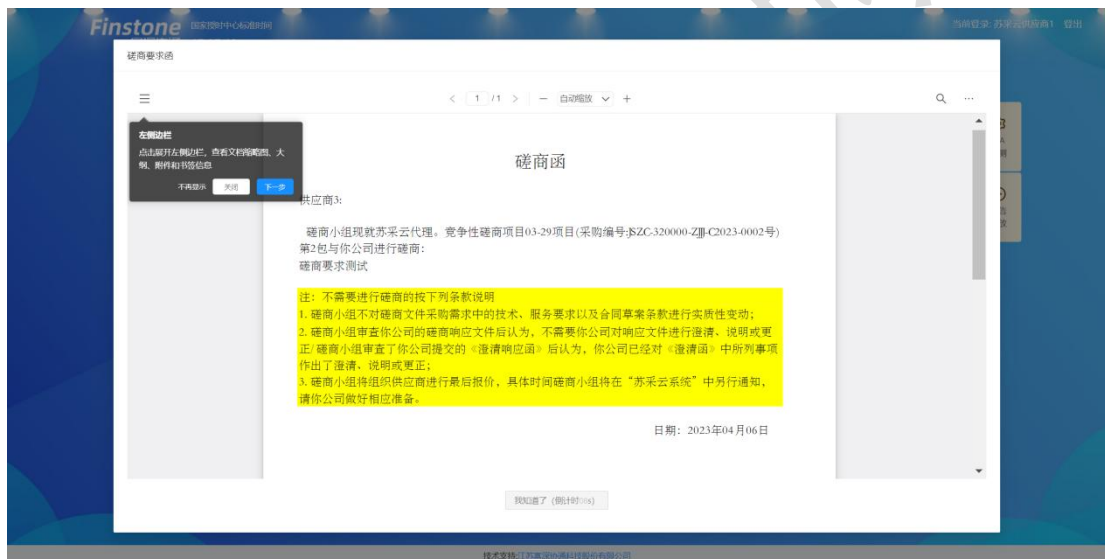 Finstone 国家授时中心标准时间
当前登录: 苏采云供应商1 登出
磋商要求函
1 /1 自动缩放
左侧边栏
点击展开左侧边栏，查看文档缩略图、大
纲、附件和书签信息
不再显示 关闭 下一步
磋商函
供应商3:
磋商小组现就苏采云代理。竞争性磋商项目03-29项目(采购编号:JSZC-320000-ZJJJ-C2023-0002号)
第2包与你公司进行磋商:
磋商要求测试
注: 不需要进行磋商的按下列条款说明
1. 磋商小组不对磋商文件采购需求中的技术、服务要求以及合同草案条款进行实质性变动;
2. 磋商小组审查你公司的磋商响应文件后认为，不需要你公司对响应文件进行澄清、说明或更
正/ 磋商小组审查了你公司提交的《澄清响应函》后认为，你公司已经对《澄清函》中所列事项
作出了澄清、说明或更正;
3. 磋商小组将组织供应商进行最后报价，具体时间磋商小组将在“苏采云系统”中另行通知，
请你公司做好相应准备。
日期: 2023年04月06日
我知道了 (倒计时
技术支持: